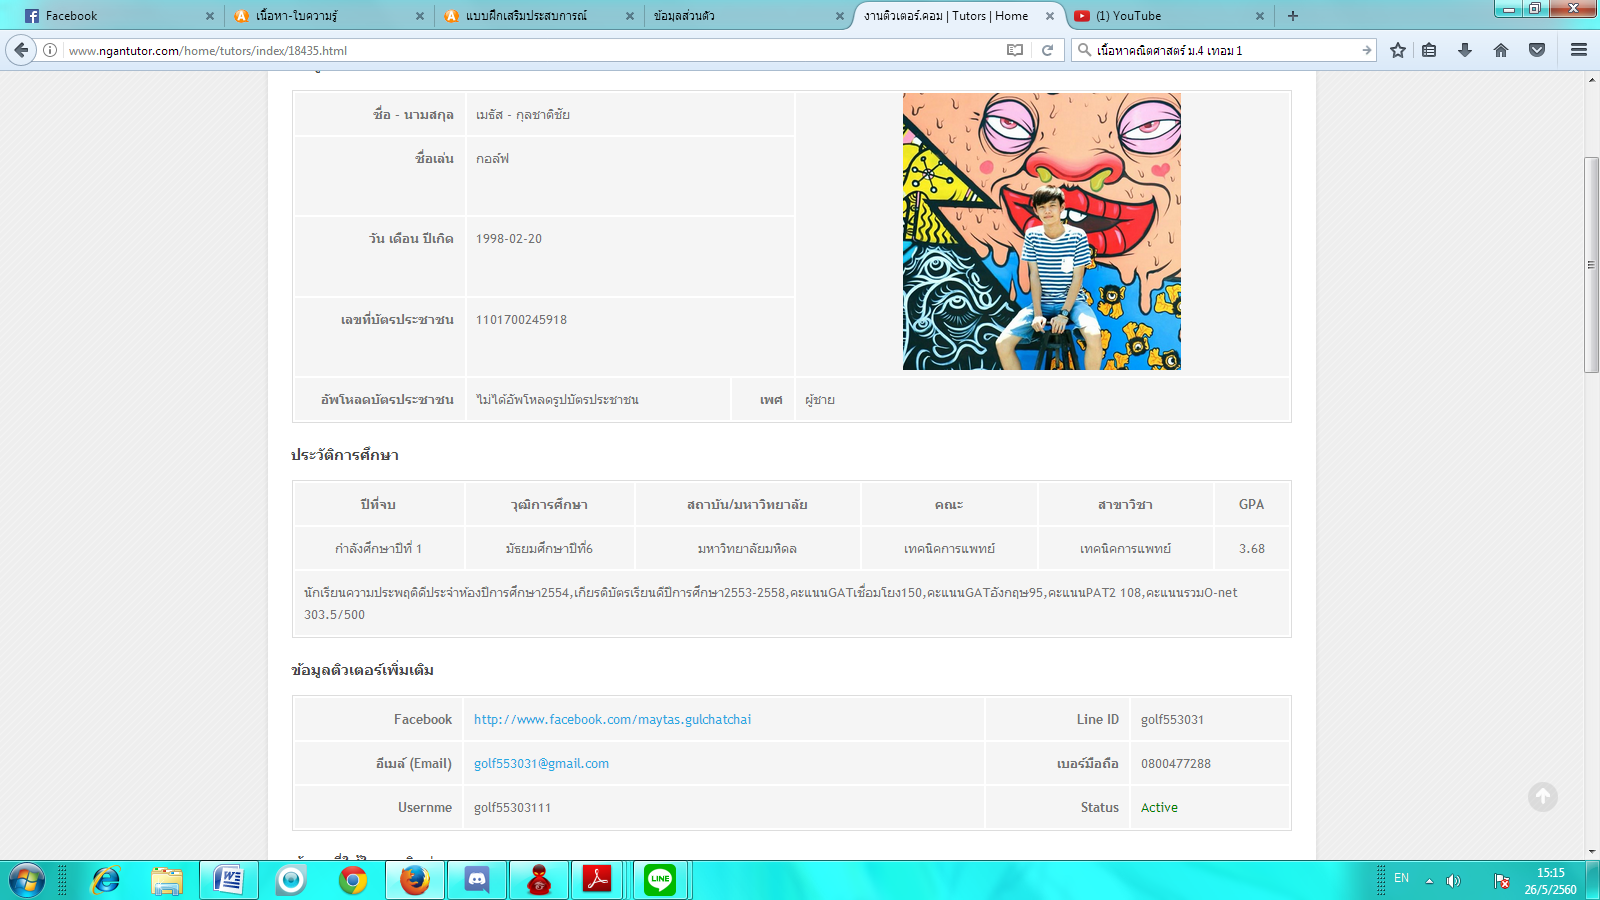 Facebook
เนื้อหา-ใบความรู้
แบบฝึกเสริมประสบการณ์
ข้อมูลส่วนตัว
งานติวเตอร์.คอม | Tutors | Home
(1) YouTube
www.ngantutor.com/home/tutors/index/18435.html
เนื้อหาคณิตศาสตร์ ม.4 เทอม 1
ชื่อ - นามสกุล เมธัส - กุลชาติชัย
ชื่อเล่น กอล์ฟ
วัน เดือน ปีเกิด 1998-02-20
เลขที่บัตรประชาชน 1101700245918
อัพโหลดบัตรประชาชน ไม่ได้อัพโหลดรูปบัตรประชาชน เพศ ผู้ชาย
ประวัติการศึกษา
ปีที่จบ วุฒิการศึกษา สถาบัน/มหาวิทยาลัย คณะ สาขาวิชา GPA
กำลังศึกษาปีที่ 1 มัธยมศึกษาปีที่6 มหาวิทยาลัยมหิดล เทคนิคการแพทย์ เทคนิคการแพทย์ 3.68
นักเรียนความประพฤติดีประจำห้องปีการศึกษา2554,เกียรติบัตรเรียนดีปีการศึกษา2553-2558,คะแนนGATเชื่อมโยง150,คะแนนGATอังกฤษ95,คะแนนPAT2 108,คะแนนรวมO-net
303.5/500
ข้อมูลติวเตอร์เพิ่มเติม
Facebook http://www.facebook.com/maytas.gulchatchai Line ID golf553031
อีเมล์ (Email) golf553031@gmail.com เบอร์มือถือ 0800477288
Usernme golf55303111 Status Active
EN
15:15
26/5/2560